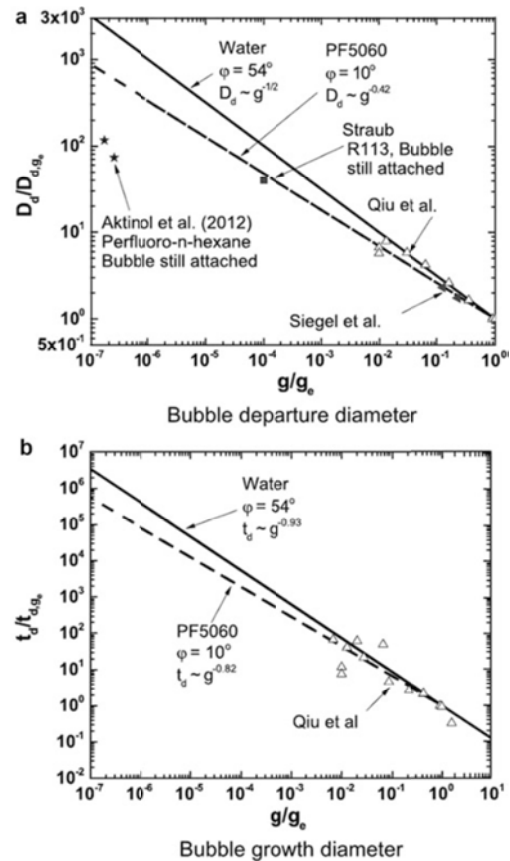 a
3x10³
10³
10²
10¹
10⁰
5x10⁻¹
D_d/D_d,gₑ
Water
φ = 54°
D_d ~ g^-1/2
PF5060
φ = 10°
D_d ~ g^-0.42
Straub
R113, Bubble
still attached
Qiu et al.
Aktinol et al. (2012)
Perfluoro-n-hexane
Bubble still attached
Siegel et al.
10⁻⁷ 10⁻⁶ 10⁻⁵ 10⁻⁴ 10⁻³ 10⁻² 10⁻¹ 10⁰
g/gₑ
Bubble departure diameter
b
10⁷
10⁶
10⁵
10⁴
10³
10²
10¹
10⁰
10⁻¹
10⁻²
t_d/t_d,gₑ
Water
φ = 54°
t_d ~ g^-0.93
PF5060
φ = 10°
t_d ~ g^-0.82
Qiu et al
10⁻⁷ 10⁻⁶ 10⁻⁵ 10⁻⁴ 10⁻³ 10⁻² 10⁻¹ 10⁰ 10¹
g/gₑ
Bubble growth diameter